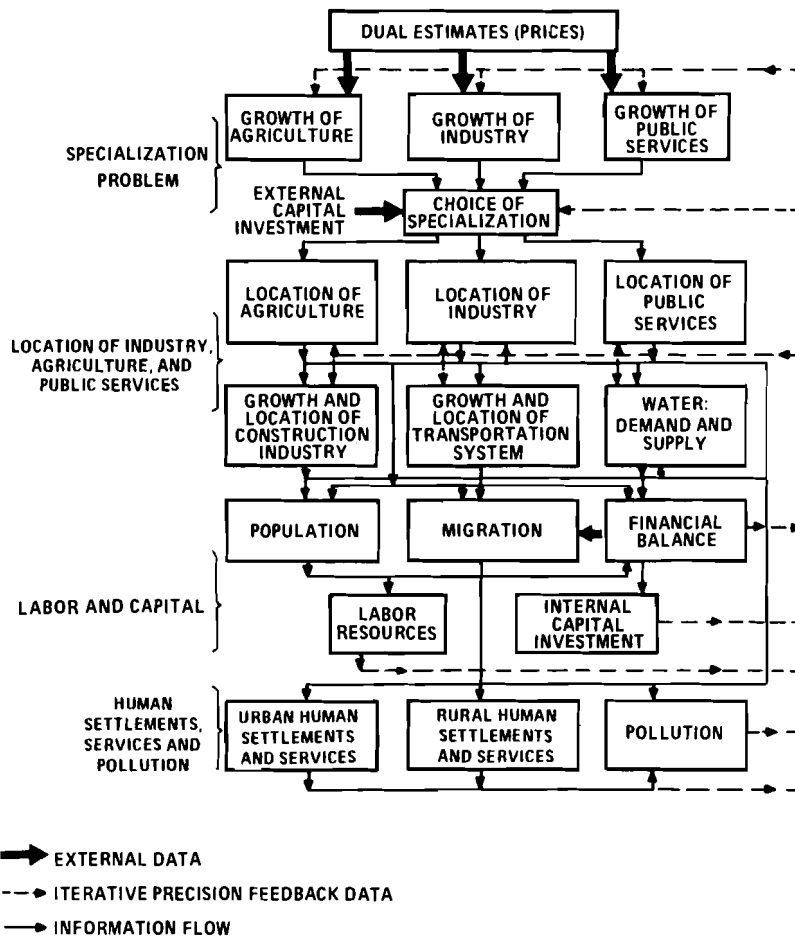 DUAL ESTIMATES (PRICES)
GROWTH OF
AGRICULTURE
GROWTH OF
INDUSTRY
GROWTH OF
PUBLIC
SERVICES
SPECIALIZATION
PROBLEM
EXTERNAL
CAPITAL
INVESTMENT
CHOICE OF
SPECIALIZATION
LOCATION OF
AGRICULTURE
LOCATION OF
INDUSTRY
LOCATION OF
PUBLIC
SERVICES
LOCATION OF INDUSTRY,
AGRICULTURE, AND
PUBLIC SERVICES
GROWTH AND
LOCATION OF
CONSTRUCTION
INDUSTRY
GROWTH AND
LOCATION OF
TRANSPORTATION
SYSTEM
WATER:
DEMAND AND
SUPPLY
POPULATION
MIGRATION
FINANCIAL
BALANCE
LABOR AND CAPITAL
LABOR
RESOURCES
INTERNAL
CAPITAL
INVESTMENT
HUMAN
SETTLEMENTS,
SERVICES AND
POLLUTION
URBAN HUMAN
SETTLEMENTS
AND SERVICES
RURAL HUMAN
SETTLEMENTS
AND SERVICES
POLLUTION
EXTERNAL DATA
ITERATIVE PRECISION FEEDBACK DATA
INFORMATION FLOW